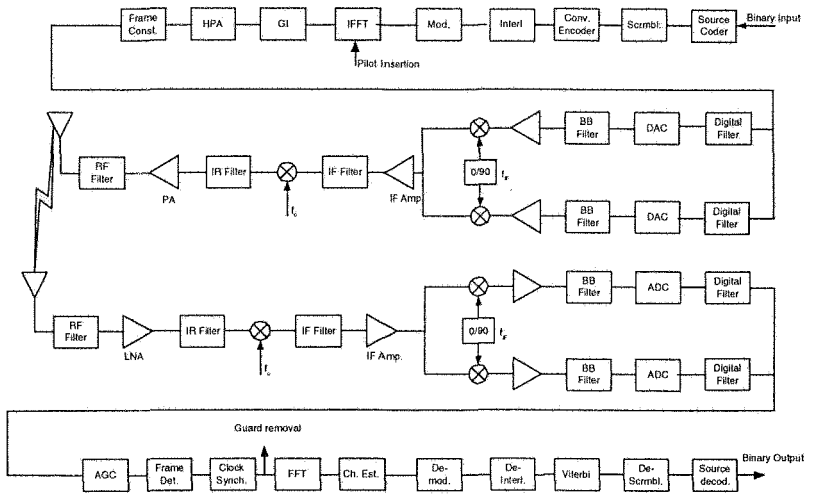 Frame Const.
HPA
GI
IFFT
Mod.
Interl
Conv. Encoder
Scrmbl.
Source Coder
Binary Input
Pilot Insertion
RF Filter
PA
IR Filter
fc
IF Filter
IF Amp
0/90
fIF
BB Filter
DAC
Digital Filter
BB Filter
DAC
Digital Filter
RF Filter
LNA
IR Filter
fc
IF Filter
IF Amp.
0/90
fIF
BB Filter
ADC
Digital Filter
BB Filter
ADC
Digital Filter
Guard removal
Binary Output
AGC
Frame Det.
Clock Synch.
FFT
Ch. Est.
De-mod.
De-Interl.
Viterbi
De-Scrmbl.
Source decod.